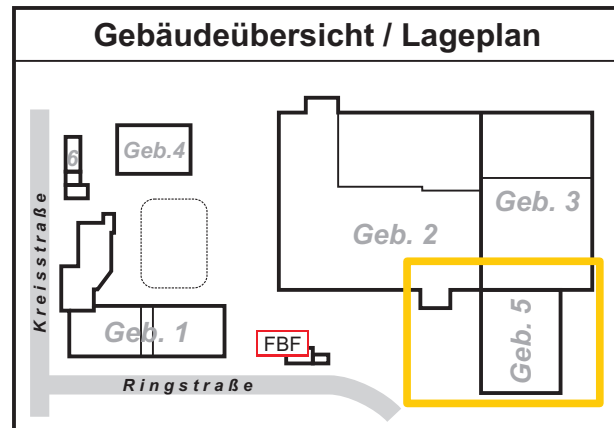 Gebäudeübersicht / Lageplan
6
Geb.4
Geb. 3
Geb. 2
Kreisstraße
Geb. 1
FBF
Geb. 5
Ringstraße